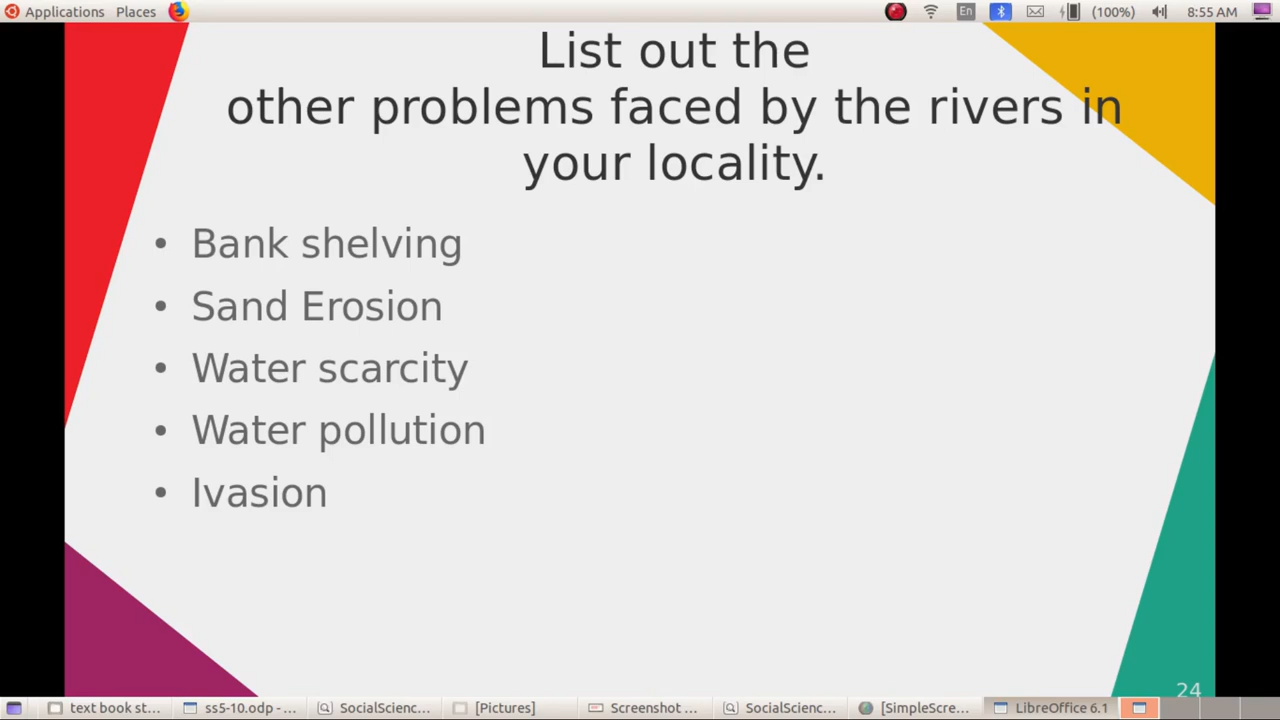 Applications Places En (100%) 8:55 AM
List out the
other problems faced by the rivers in
your locality.
• Bank shelving
• Sand Erosion
• Water scarcity
• Water pollution
• Ivasion
24
text book st... ss5-10.odp - ... SocialScienc... [Pictures] Screenshot ... SocialScienc... [SimpleScre... LibreOffice 6.1